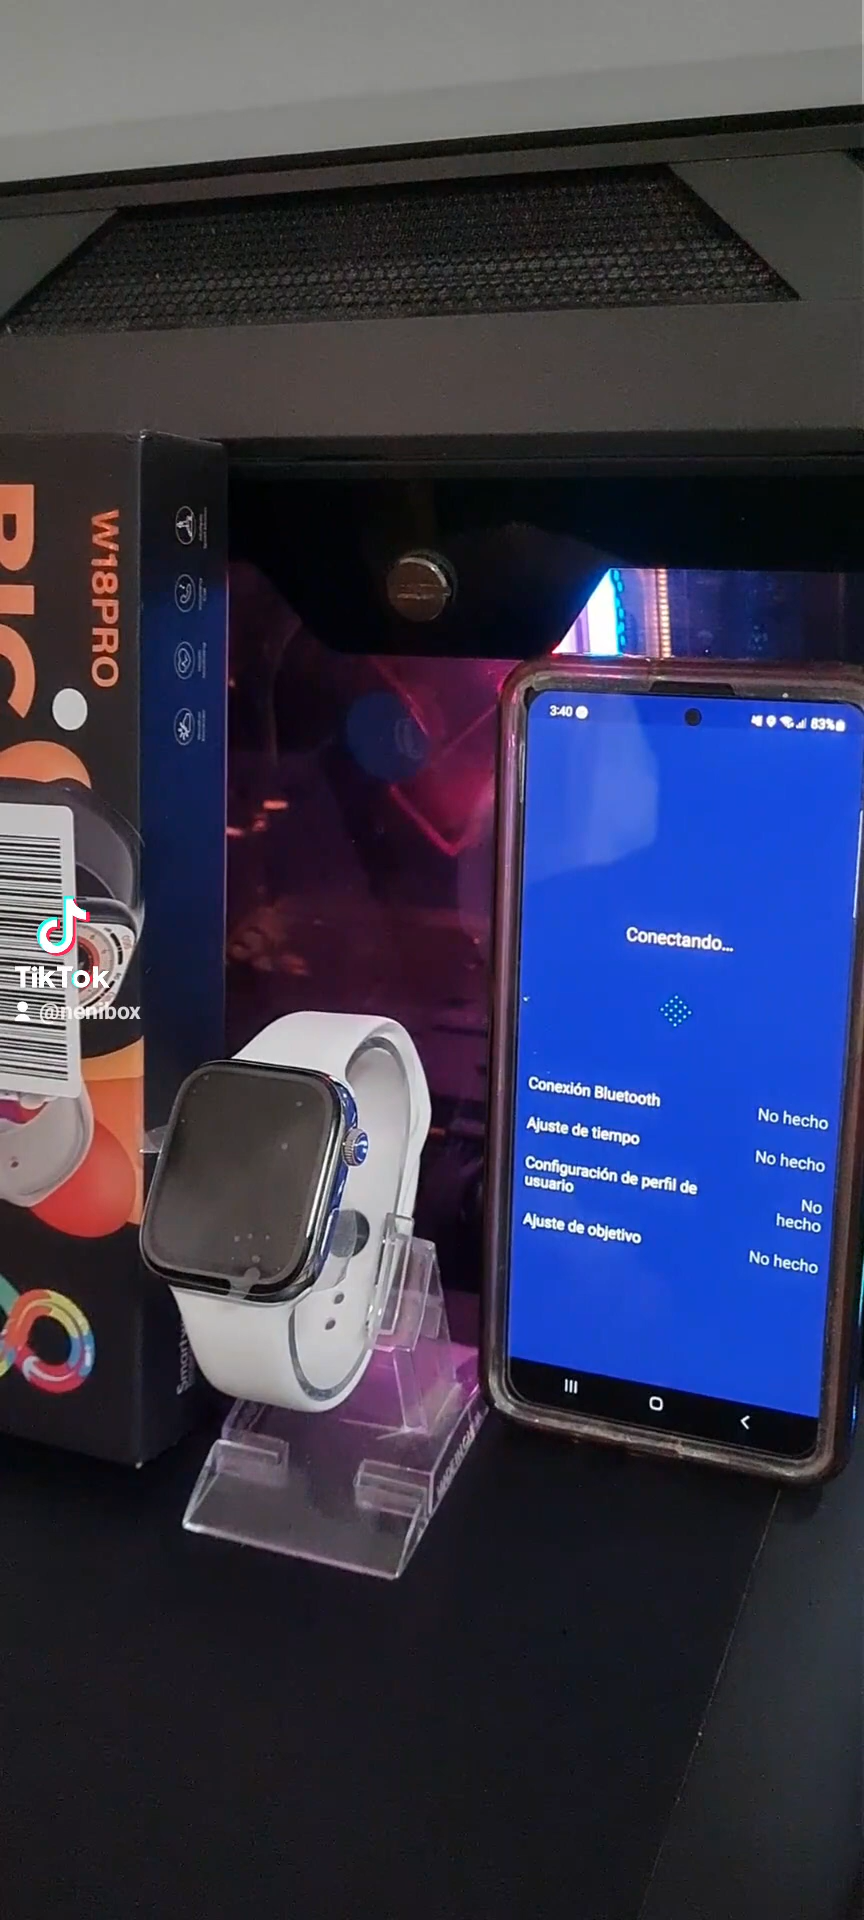 BIG
W18PRO
TikTok
@nenibox
3:40
83%
Conectando...
Conexión Bluetooth
No hecho
Ajuste de tiempo
No hecho
Configuración de perfil de
usuario
No
hecho
Ajuste de objetivo
No hecho